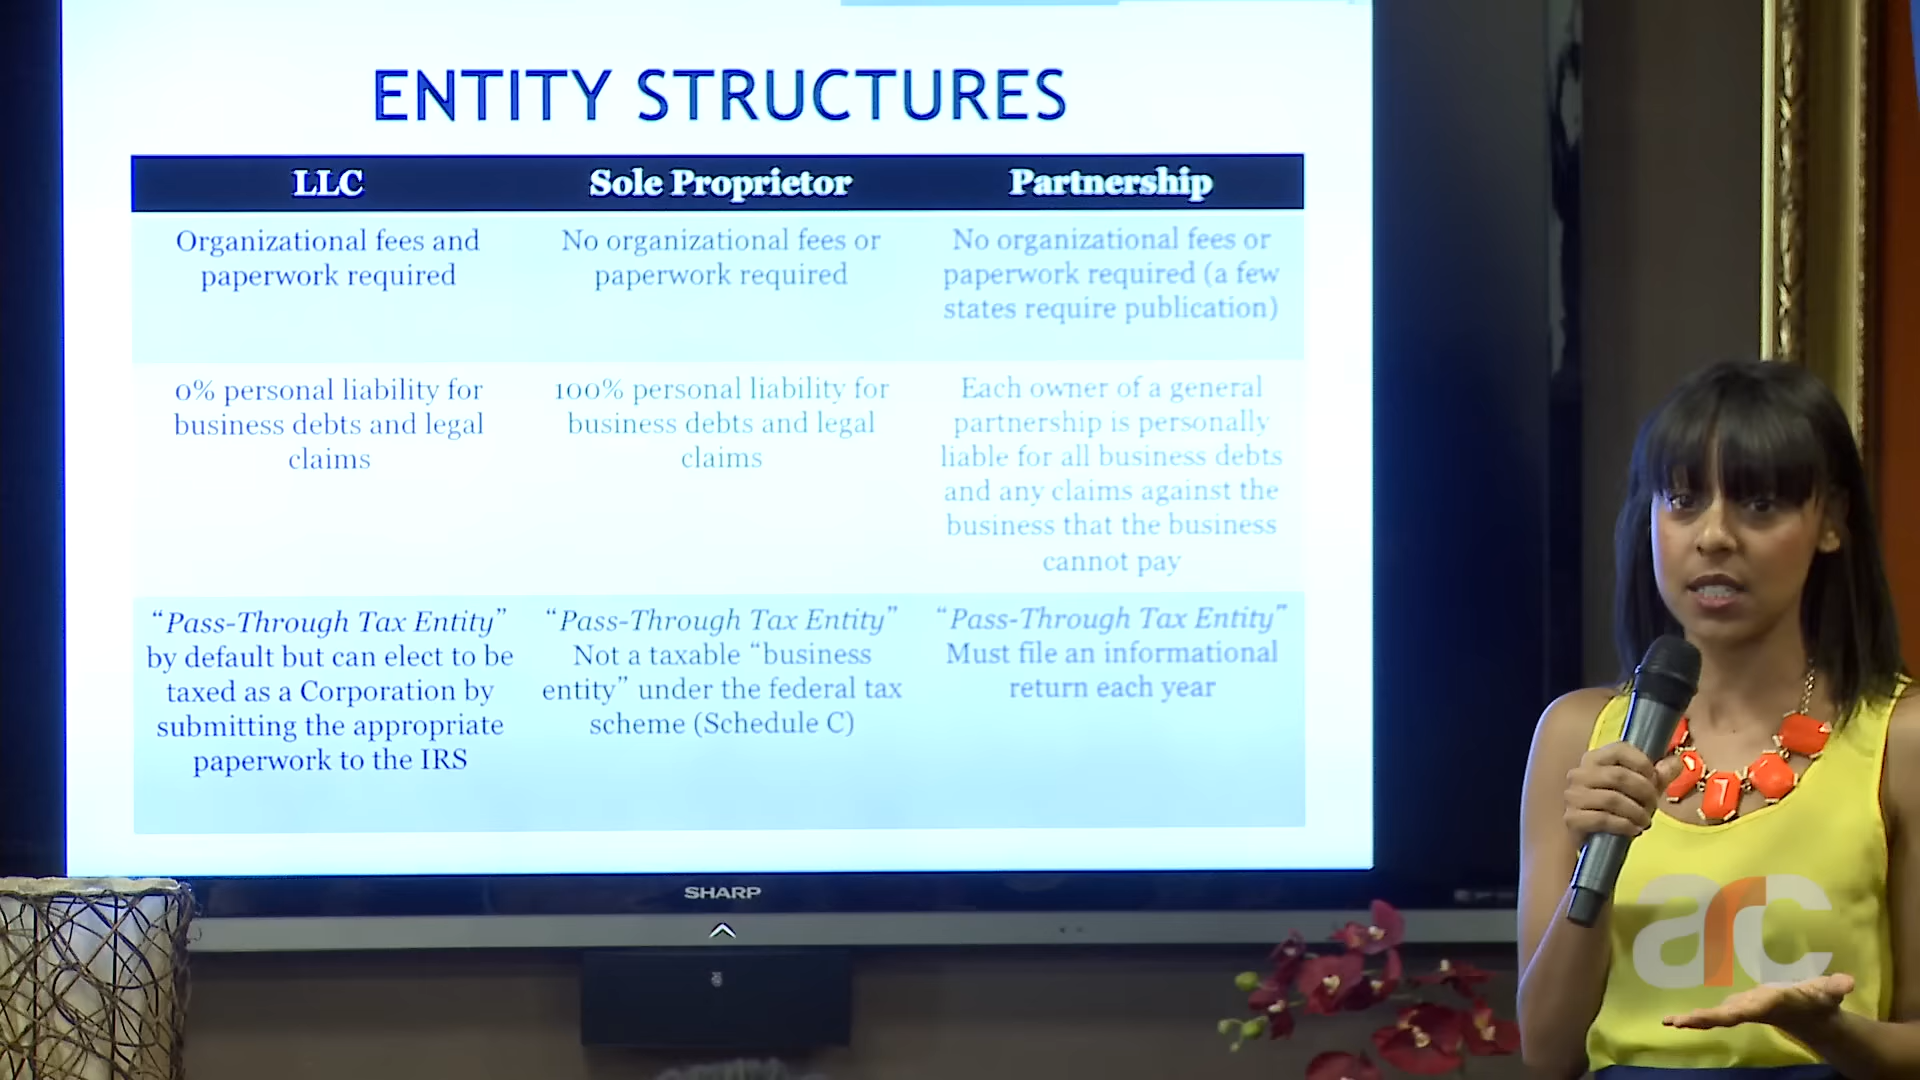 ENTITY STRUCTURES
LLC
Sole Proprietor
Partnership
Organizational fees and
paperwork required
No organizational fees or
paperwork required
No organizational fees or
paperwork required (a few
states require publication)
0% personal liability for
business debts and legal
claims
100% personal liability for
business debts and legal
claims
Each owner of a general
partnership is personally
liable for all business debts
and any claims against the
business that the business
cannot pay
“Pass-Through Tax Entity”
by default but can elect to be
taxed as a Corporation by
submitting the appropriate
paperwork to the IRS
“Pass-Through Tax Entity”
Not a taxable “business
entity” under the federal tax
scheme (Schedule C)
“Pass-Through Tax Entity”
Must file an informational
return each year
SHARP
arc